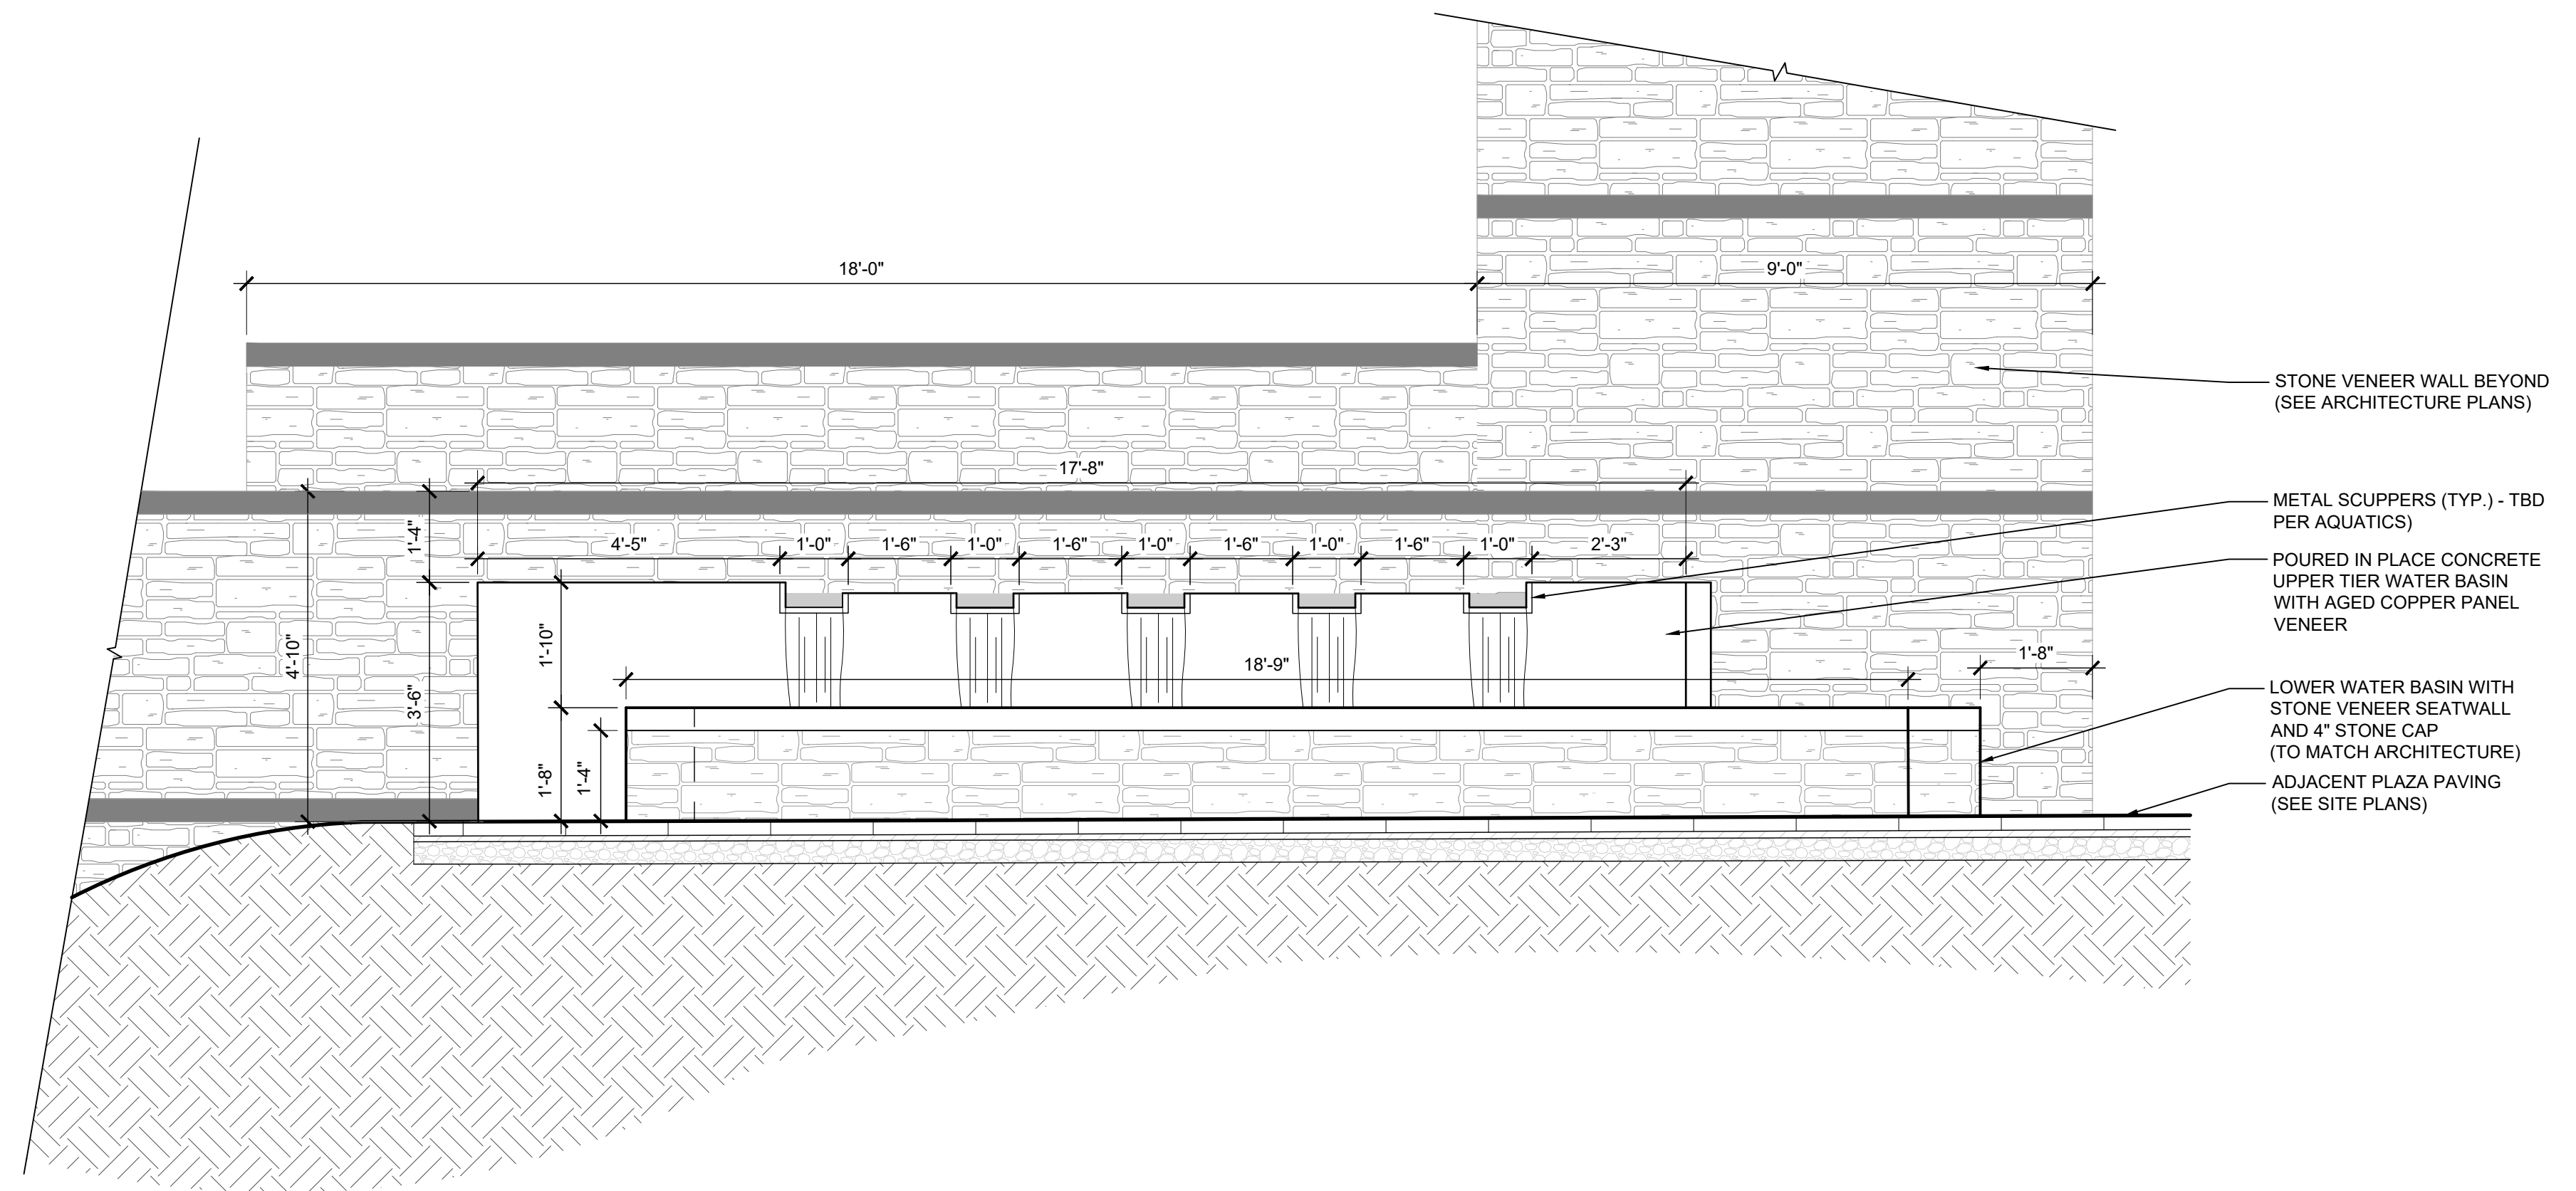 18'-0"
9'-0"
STONE VENEER WALL BEYOND
(SEE ARCHITECTURE PLANS)
17'-8"
METAL SCUPPERS (TYP.) - TBD
PER AQUATICS)
1'-4"
4'-5"
1'-0"
1'-6"
1'-0"
1'-6"
1'-0"
1'-6"
1'-0"
1'-6"
1'-0"
2'-3"
POURED IN PLACE CONCRETE
UPPER TIER WATER BASIN
WITH AGED COPPER PANEL
VENEER
4'-10"
1'-10"
18'-9"
1'-8"
3'-6"
LOWER WATER BASIN WITH
STONE VENEER SEATWALL
AND 4" STONE CAP
(TO MATCH ARCHITECTURE)
1'-8"
1'-4"
ADJACENT PLAZA PAVING
(SEE SITE PLANS)